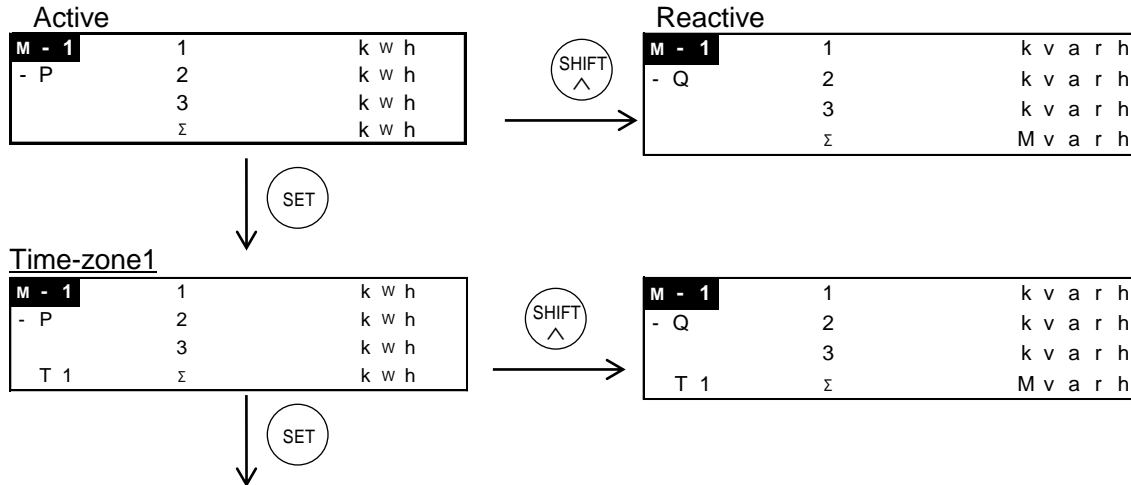 Active
M - 1 1 k W h
- P 2 k W h
3 k W h
Σ k W h
SHIFT
Reactive
M - 1 1 k v a r h
- Q 2 k v a r h
3 k v a r h
Σ M v a r h
SET
Time-zone1
M - 1 1 k W h
- P 2 k W h
3 k W h
T 1 Σ k W h
SHIFT
M - 1 1 k v a r h
- Q 2 k v a r h
3 k v a r h
T 1 Σ M v a r h
SET